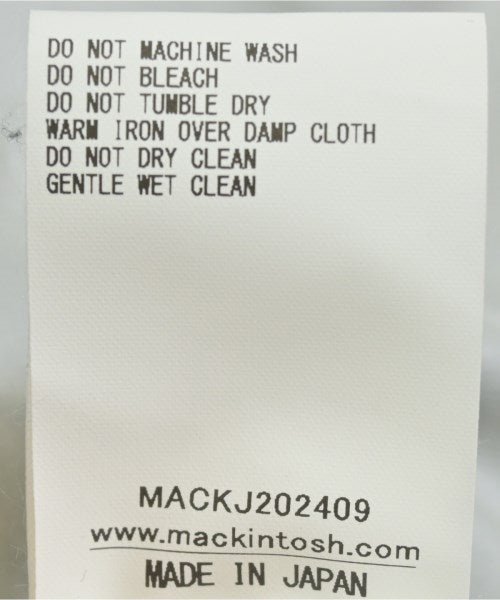 DO NOT MACHINE WASH
DO NOT BLEACH
DO NOT TUMBLE DRY
WARM IRON OVER DAMP CLOTH
DO NOT DRY CLEAN
GENTLE WET CLEAN
MACKJ202409
www.mackintosh.com
MADE IN JAPAN